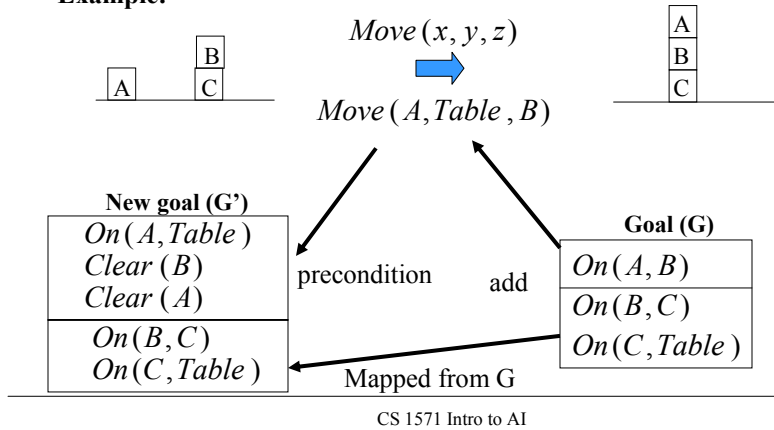 Example:
A
B
C
Move (x, y, z)
Move (A, Table , B)
A
B
C
New goal (G’)
On (A, Table )
Clear (B)
Clear (A)
On (B, C)
On (C, Table )
precondition
add
Mapped from G
Goal (G)
On (A, B)
On (B, C)
On (C, Table )
CS 1571 Intro to AI